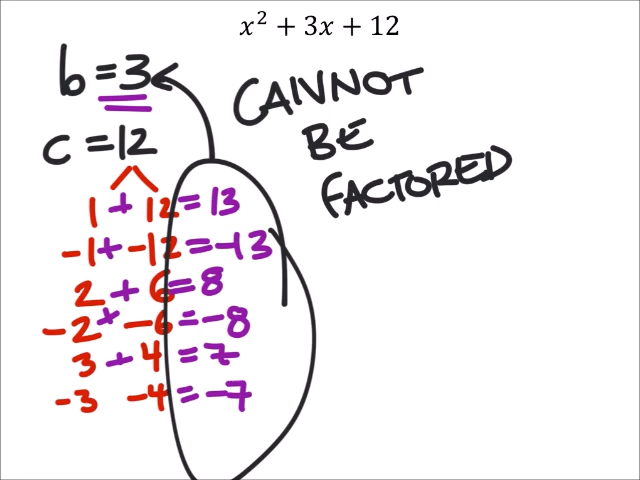 x² + 3x + 12
b = 3
CANNOT
BE
FACTORED
c = 12
1 + 12 = 13
-1 + -12 = -13
2 + 6 = 8
-2 + -6 = -8
3 + 4 = 7
-3 -4 = -7